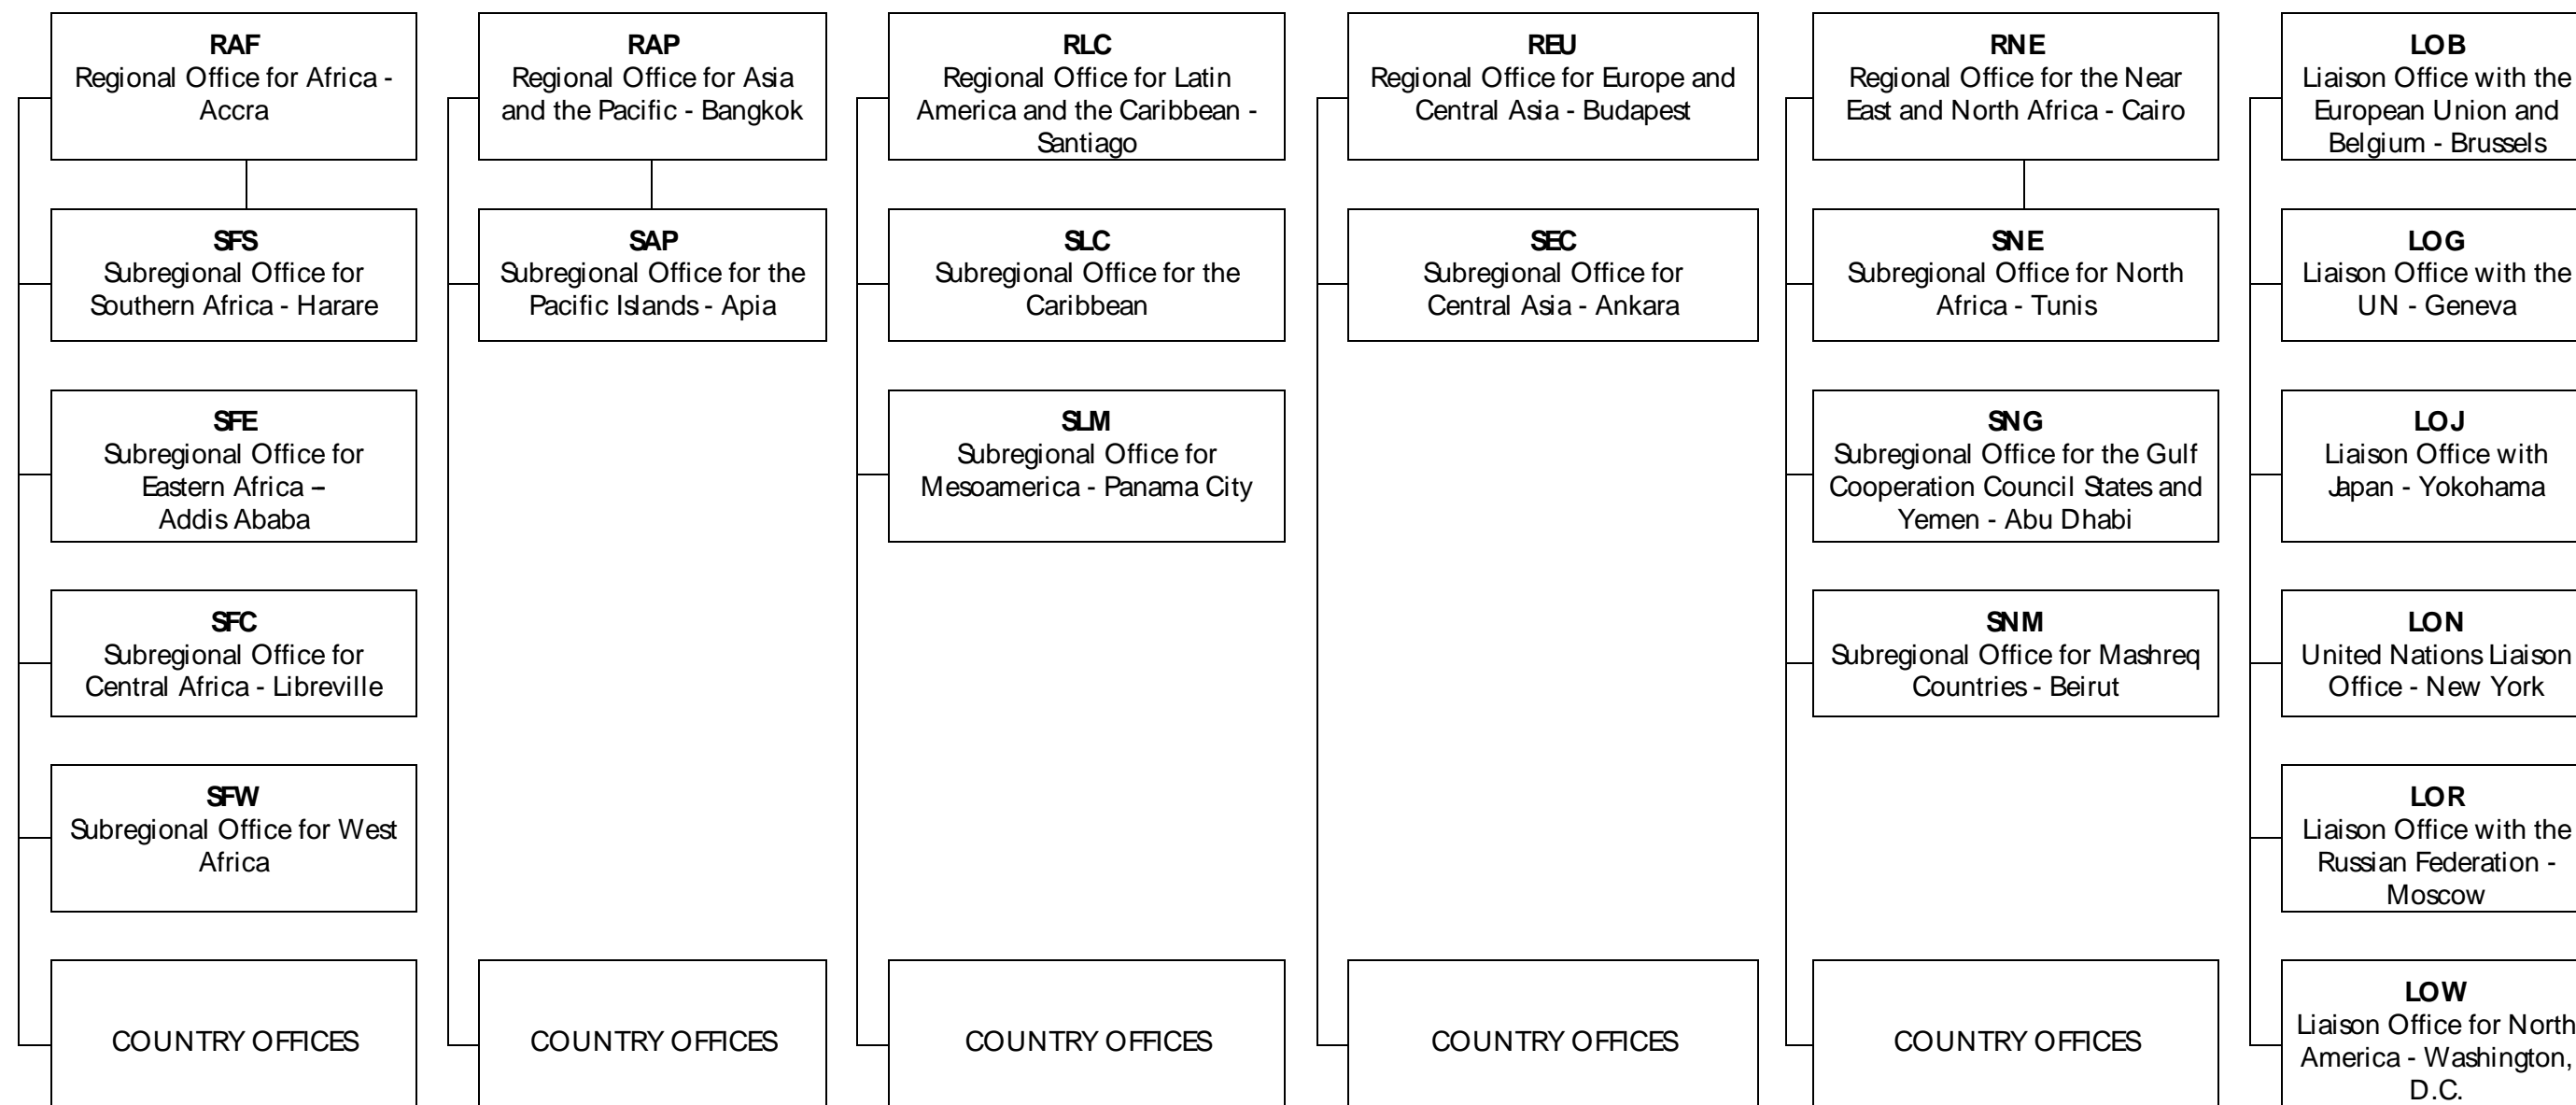 RAF
Regional Office for Africa -
Accra
SFS
Subregional Office for
Southern Africa - Harare
SFE
Subregional Office for
Eastern Africa –
Addis Ababa
SFC
Subregional Office for
Central Africa - Libreville
SFW
Subregional Office for West
Africa
COUNTRY OFFICES
RAP
Regional Office for Asia
and the Pacific - Bangkok
SAP
Subregional Office for the
Pacific Islands - Apia
COUNTRY OFFICES
RLC
Regional Office for Latin
America and the Caribbean -
Santiago
SLC
Subregional Office for the
Caribbean
SLM
Subregional Office for
Mesoamerica - Panama City
COUNTRY OFFICES
REU
Regional Office for Europe and
Central Asia - Budapest
SEC
Subregional Office for
Central Asia - Ankara
COUNTRY OFFICES
RNE
Regional Office for the Near
East and North Africa - Cairo
SNE
Subregional Office for North
Africa - Tunis
SNG
Subregional Office for the Gulf
Cooperation Council States and
Yemen - Abu Dhabi
SNM
Subregional Office for Mashreq
Countries - Beirut
COUNTRY OFFICES
LOB
Liaison Office with the
European Union and
Belgium - Brussels
LOG
Liaison Office with the
UN - Geneva
LOJ
Liaison Office with
Japan - Yokohama
LON
United Nations Liaison
Office - New York
LOR
Liaison Office with the
Russian Federation -
Moscow
LOW
Liaison Office for North
America - Washington,
D.C.